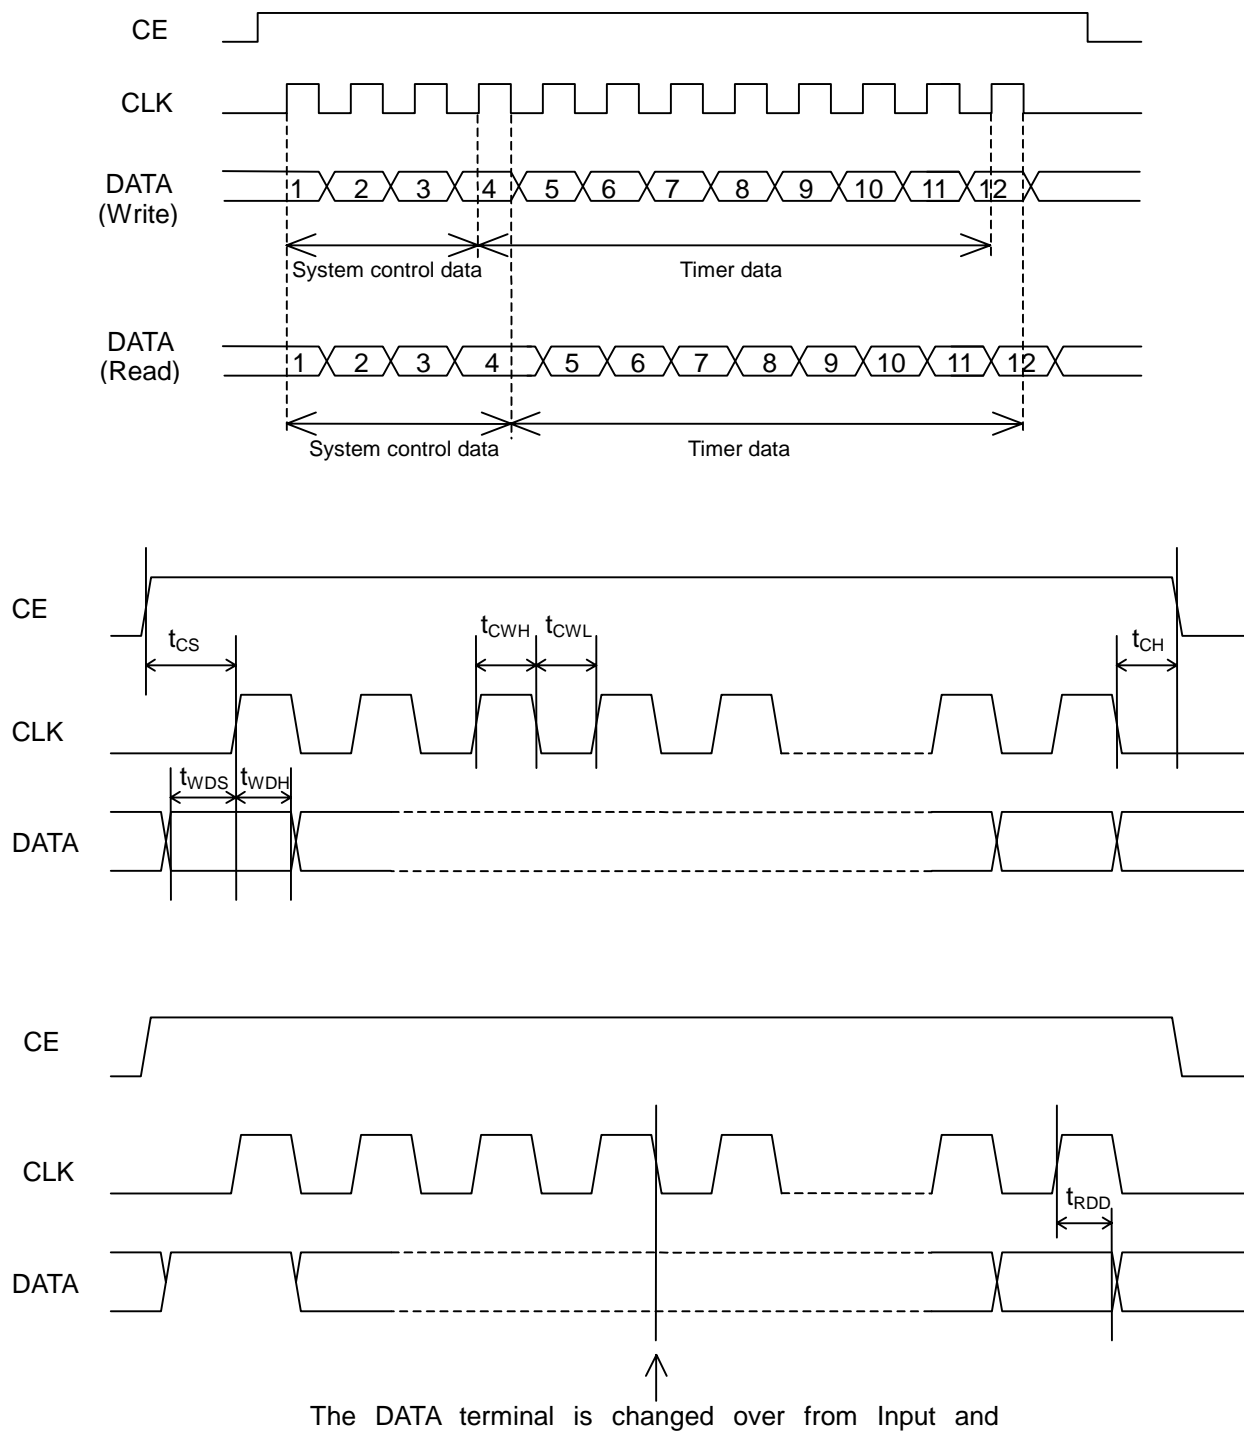 CE
CLK
DATA
(Write)
1 2 3 4 5 6 7 8 9 10 11 12
System control data Timer data
DATA
(Read)
1 2 3 4 5 6 7 8 9 10 11 12
System control data Timer data
CE
tCS tCWH tCWL tCH
CLK
tWDS tWDH
DATA
CE
CLK
tRDD
DATA
The DATA terminal is changed over from Input and